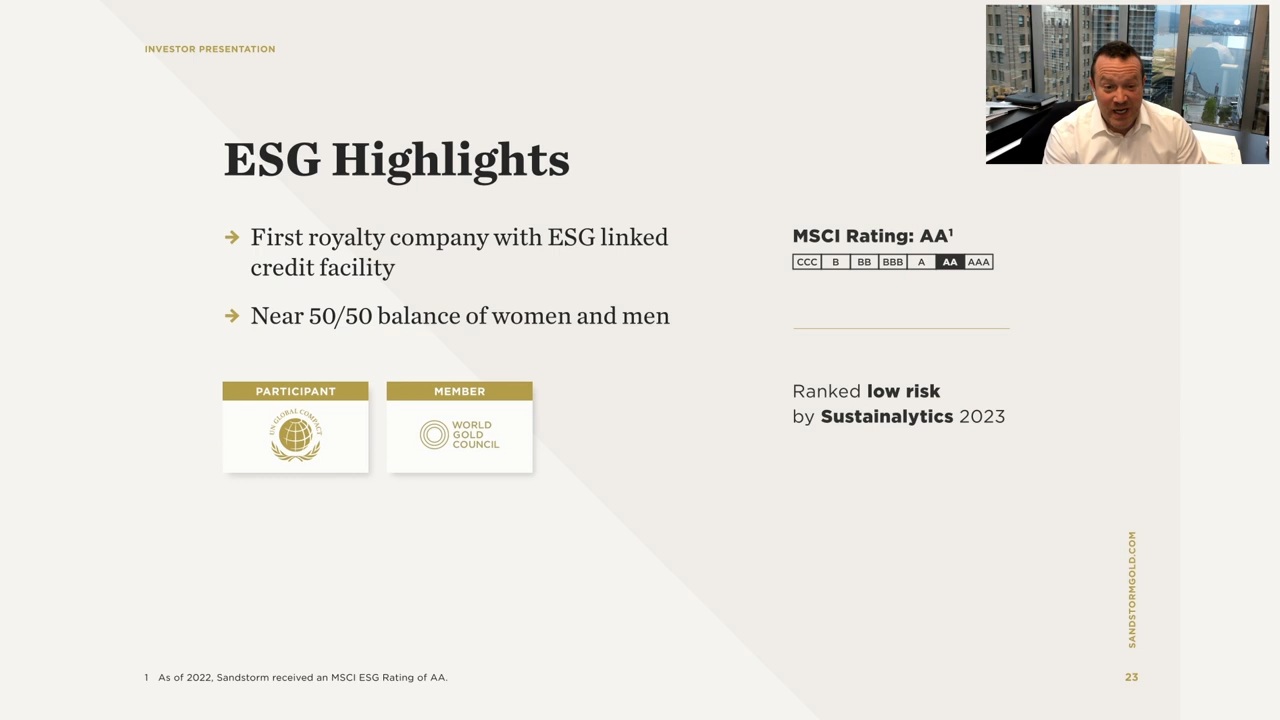 INVESTOR PRESENTATION
ESG Highlights
→ First royalty company with ESG linked
credit facility
→ Near 50/50 balance of women and men
PARTICIPANT
UN GLOBAL COMPACT
MEMBER
WORLD
GOLD
COUNCIL
MSCI Rating: AA¹
CCC B BB BBB A AA AAA
Ranked low risk
by Sustainalytics 2023
SANDSTORMGOLD.COM
1 As of 2022, Sandstorm received an MSCI ESG Rating of AA.
23